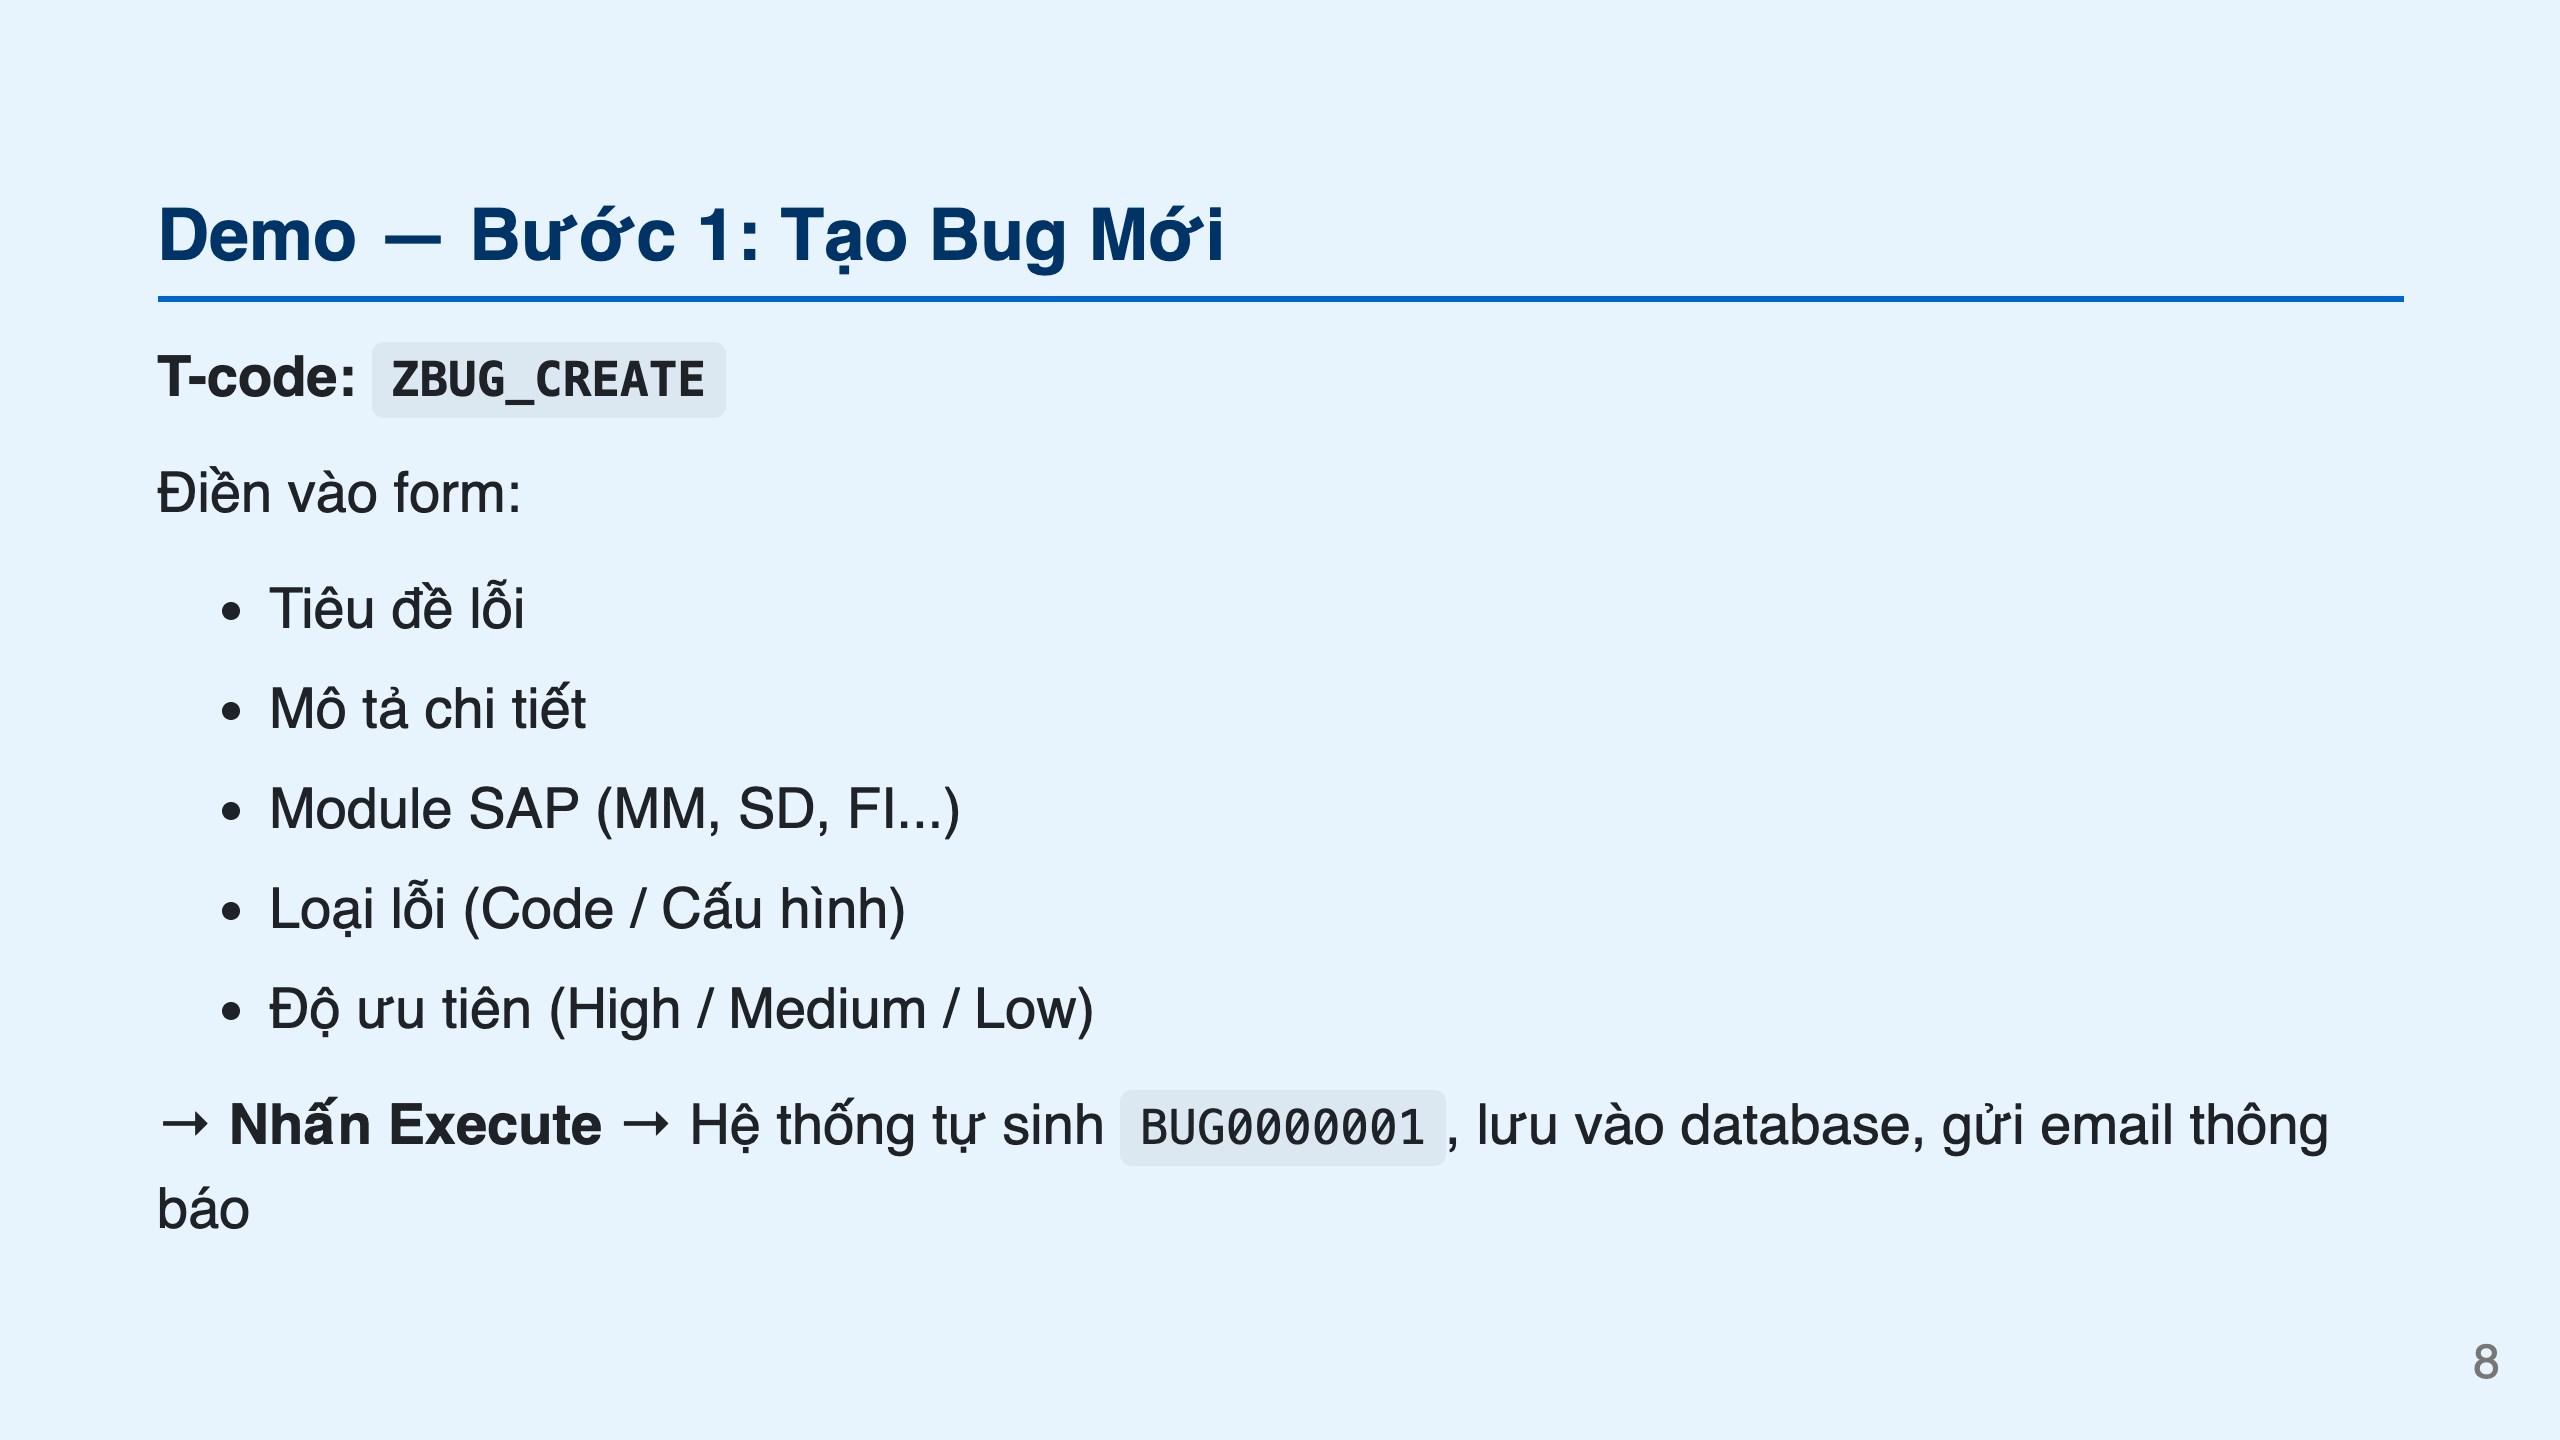 Demo — Bước 1: Tạo Bug Mới
T-code: ZBUG_CREATE
Điền vào form:
• Tiêu đề lỗi
• Mô tả chi tiết
• Module SAP (MM, SD, FI...)
• Loại lỗi (Code / Cấu hình)
• Độ ưu tiên (High / Medium / Low)
→ Nhấn Execute → Hệ thống tự sinh BUG0000001, lưu vào database, gửi email thông
báo
8